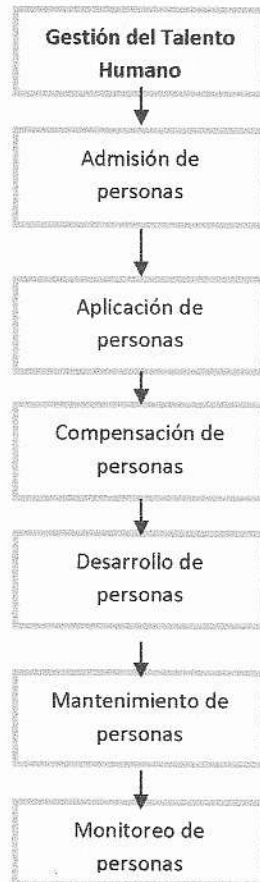 Gestión del Talento
Humano
Admisión de
personas
Aplicación de
personas
Compensación de
personas
Desarrollo de
personas
Mantenimiento de
personas
Monitoreo de
personas